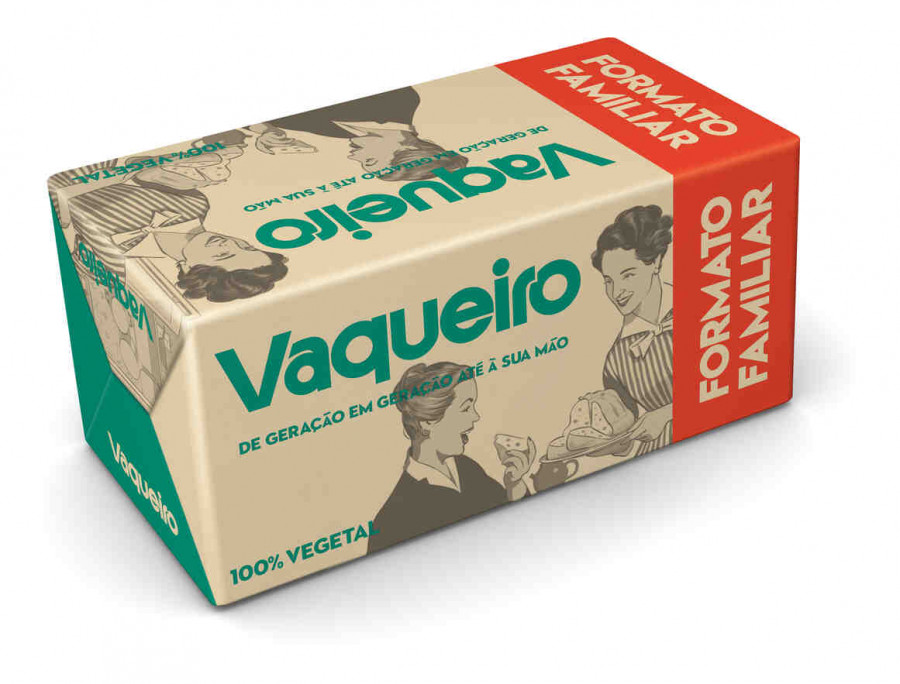 FORMATO
FAMILIAR
DE GERAÇÃO EM GERAÇÃO ATÉ À SUA MÃO
Vaqueiro
100% VEGETAL
Vaqueiro
Vaqueiro
DE GERAÇÃO EM GERAÇÃO ATÉ À SUA MÃO
100% VEGETAL
FORMATO
FAMILIAR
Vaqueiro